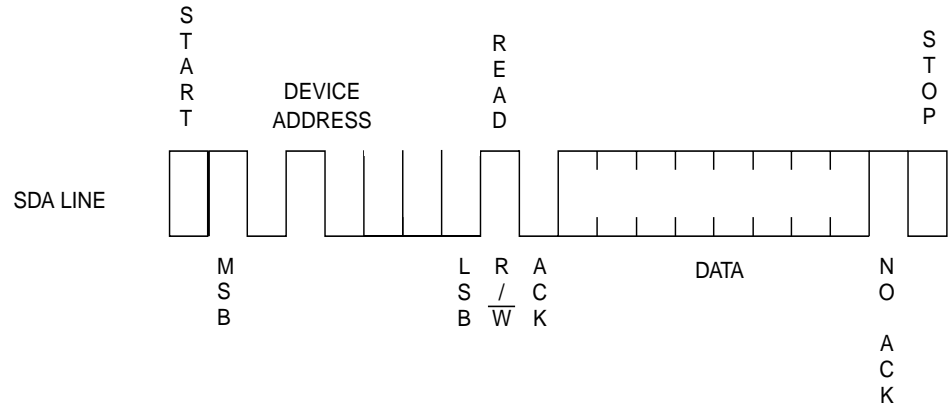 START
DEVICE
ADDRESS
READ
STOP
SDA LINE
MSB
LSB
R/W
ACK
DATA
NO ACK